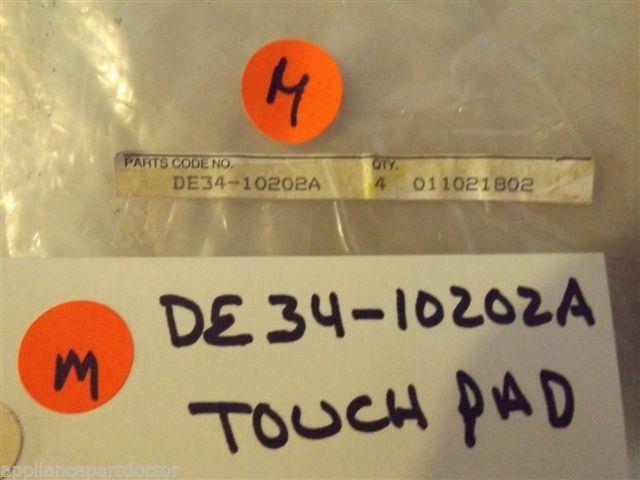 M
PARTS CODE NO. QTY.
DE34-10202A 4 011021802
M DE34-10202A
TOUCH PAD
appliancepartdoctor